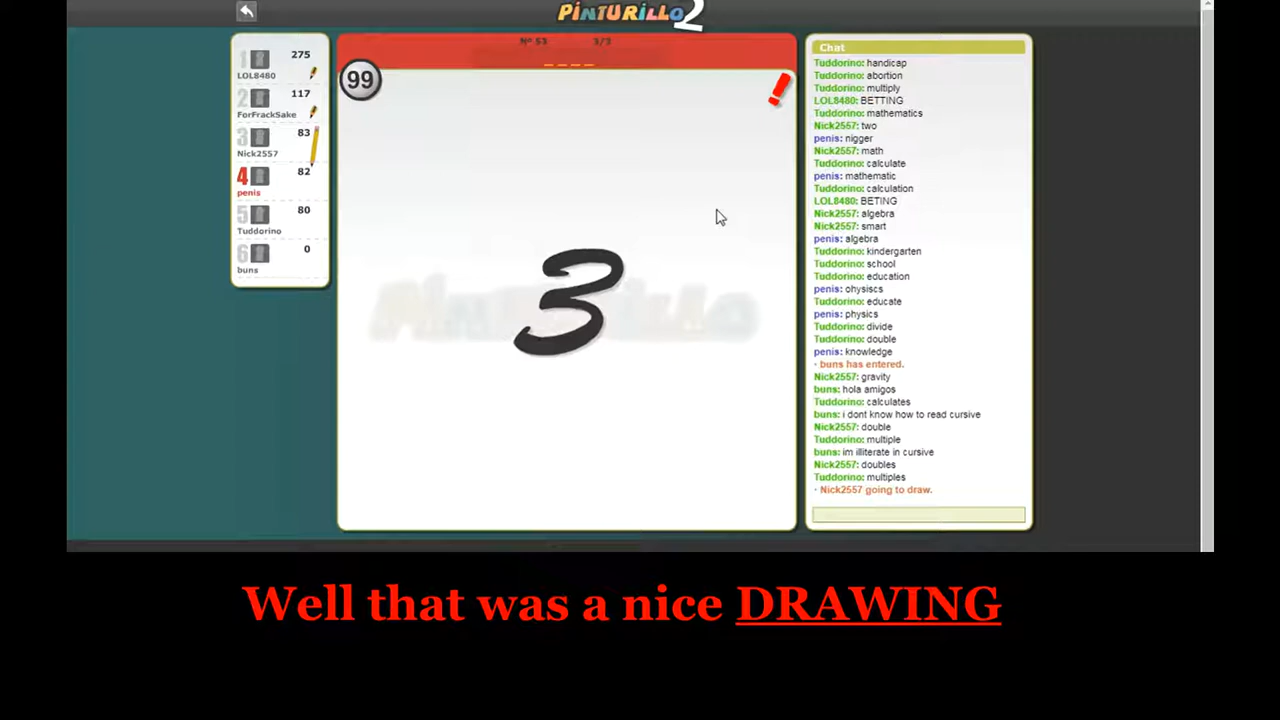 PINTURILLO 2
Nº 53 1/3
_ _ _ _
99
1 275
LOL8480
2 117
ForFrackSake
3 83
Nick2557
4 82
penis
5 80
Tuddorino
6 0
buns
3
Pinturillo
Chat
Tuddorino: handicap
Tuddorino: abortion
Tuddorino: multiply
LOL8480: BETTING
Tuddorino: mathematics
Nick2557: two
penis: nigger
Nick2557: math
Tuddorino: calculate
penis: mathematic
Tuddorino: calculation
LOL8480: BETING
Nick2557: algebra
Nick2557: smart
penis: algebra
Tuddorino: kindergarten
Tuddorino: school
Tuddorino: education
penis: ohysiscs
Tuddorino: educate
penis: physics
Tuddorino: divide
Tuddorino: double
penis: knowledge
· buns has entered.
Nick2557: gravity
buns: hola amigos
Tuddorino: calculates
buns: i dont know how to read cursive
Nick2557: double
Tuddorino: multiple
buns: im illiterate in cursive
Nick2557: doubles
Tuddorino: multiples
· Nick2557 going to draw.
Well that was a nice DRAWING